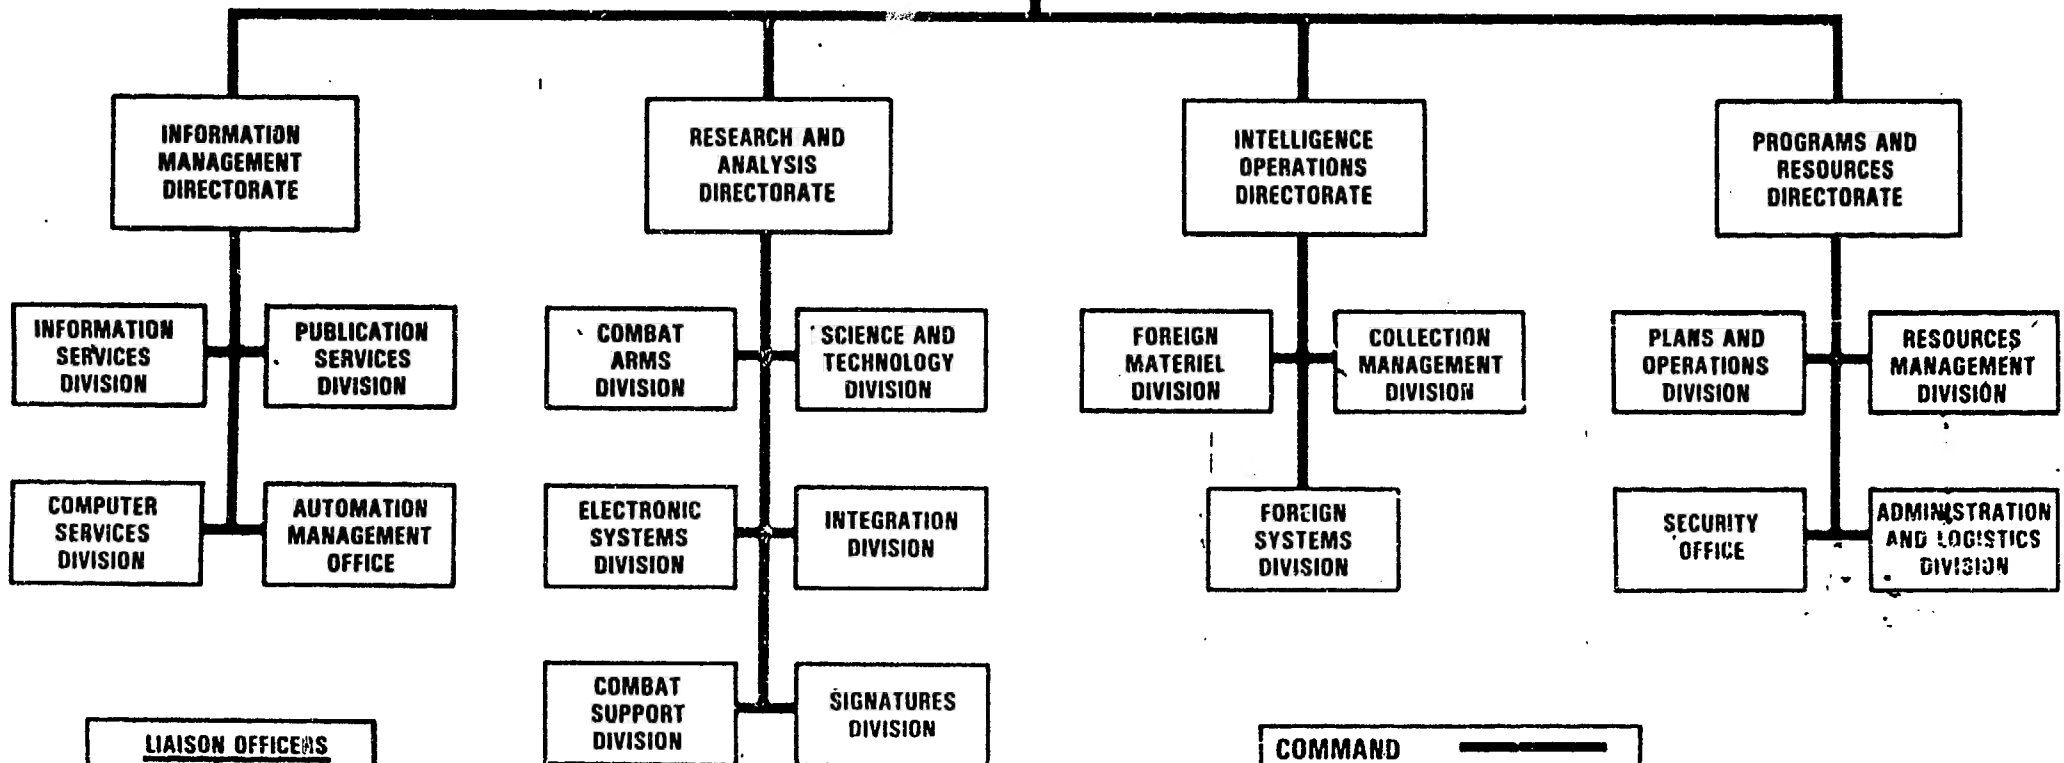 INFORMATION
MANAGEMENT
DIRECTORATE
RESEARCH AND
ANALYSIS
DIRECTORATE
INTELLIGENCE
OPERATIONS
DIRECTORATE
PROGRAMS AND
RESOURCES
DIRECTORATE
INFORMATION
SERVICES
DIVISION
PUBLICATION
SERVICES
DIVISION
COMBAT
ARMS
DIVISION
SCIENCE AND
TECHNOLOGY
DIVISION
FOREIGN
MATERIEL
DIVISION
COLLECTION
MANAGEMENT
DIVISION
PLANS AND
OPERATIONS
DIVISION
RESOURCES
MANAGEMENT
DIVISION
COMPUTER
SERVICES
DIVISION
AUTOMATION
MANAGEMENT
OFFICE
ELECTRONIC
SYSTEMS
DIVISION
INTEGRATION
DIVISION
FOREIGN
SYSTEMS
DIVISION
SECURITY
OFFICE
ADMINISTRATION
AND LOGISTICS
DIVISION
COMBAT
SUPPORT
DIVISION
SIGNATURES
DIVISION
LIAISON OFFICERS
COMMAND